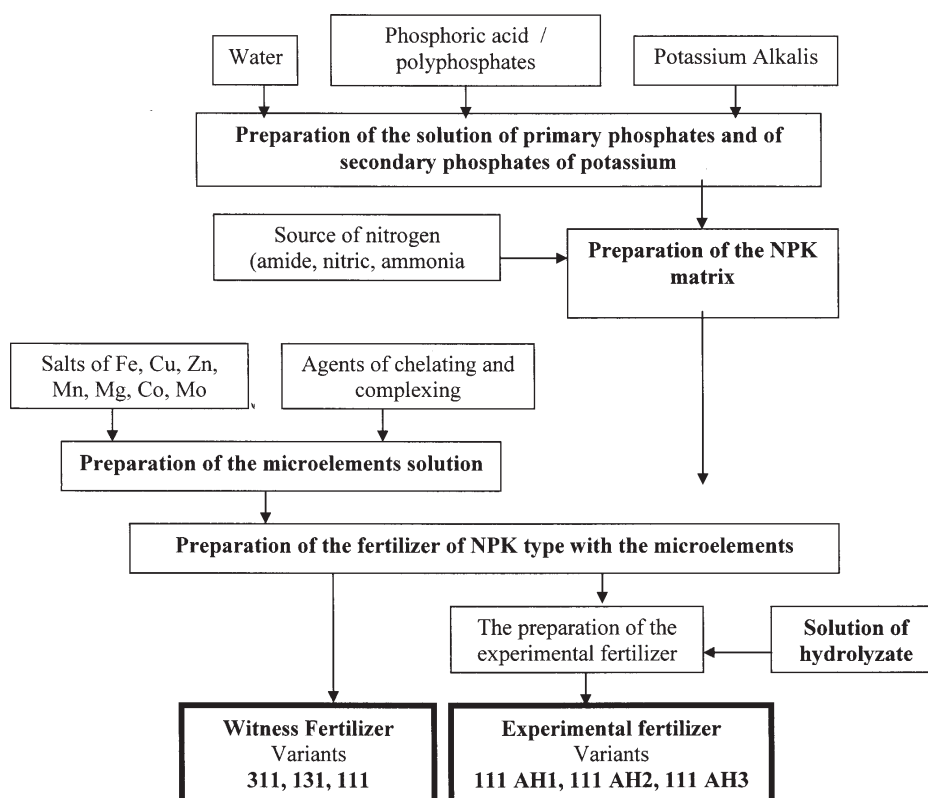 Water
Phosphoric acid /
polyphosphates
Potassium Alkalis
Preparation of the solution of primary phosphates and of
secondary phosphates of potassium
Source of nitrogen
(amide, nitric, ammonia
Preparation of the NPK
matrix
Salts of Fe, Cu, Zn,
Mn, Mg, Co, Mo
Agents of chelating and
complexing
Preparation of the microelements solution
Preparation of the fertilizer of NPK type with the microelements
The preparation of the
experimental fertilizer
Solution of
hydrolyzate
Witness Fertilizer
Variants
311, 131, 111
Experimental fertilizer
Variants
111 AH1, 111 AH2, 111 AH3